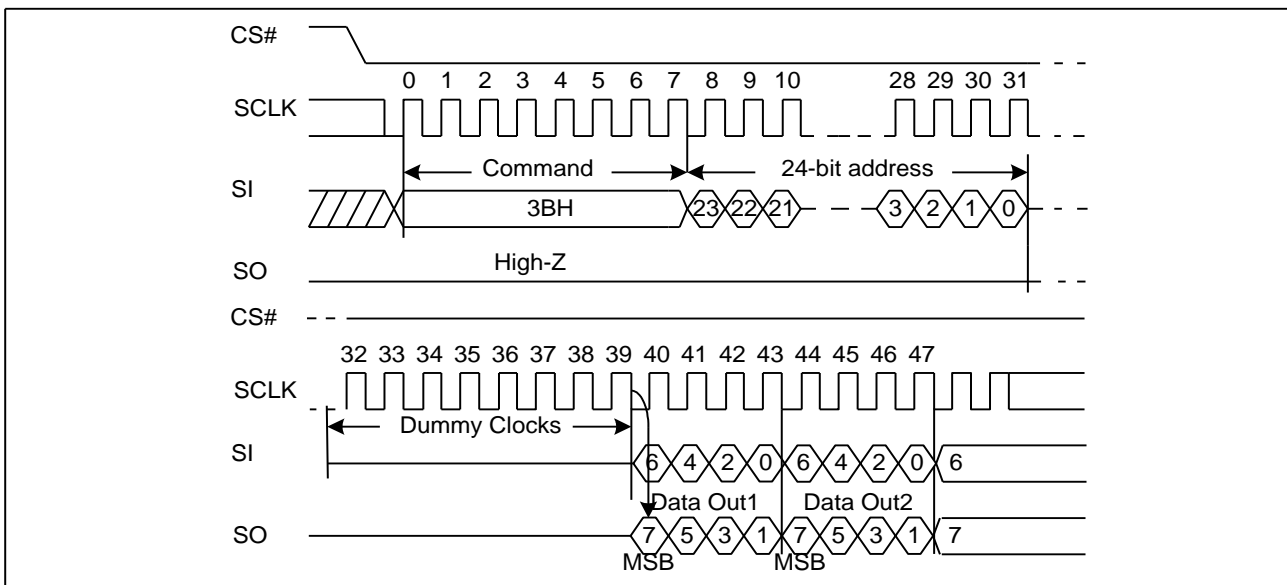 CS#
0 1 2 3 4 5 6 7 8 9 10 28 29 30 31
SCLK
Command 24-bit address
SI
3BH 23 22 21 3 2 1 0
High-Z
SO
CS#
32 33 34 35 36 37 38 39 40 41 42 43 44 45 46 47
SCLK
Dummy Clocks
SI 6 4 2 0 6 4 2 0 6
Data Out1 Data Out2
SO 7 5 3 1 7 5 3 1 7
MSB MSB